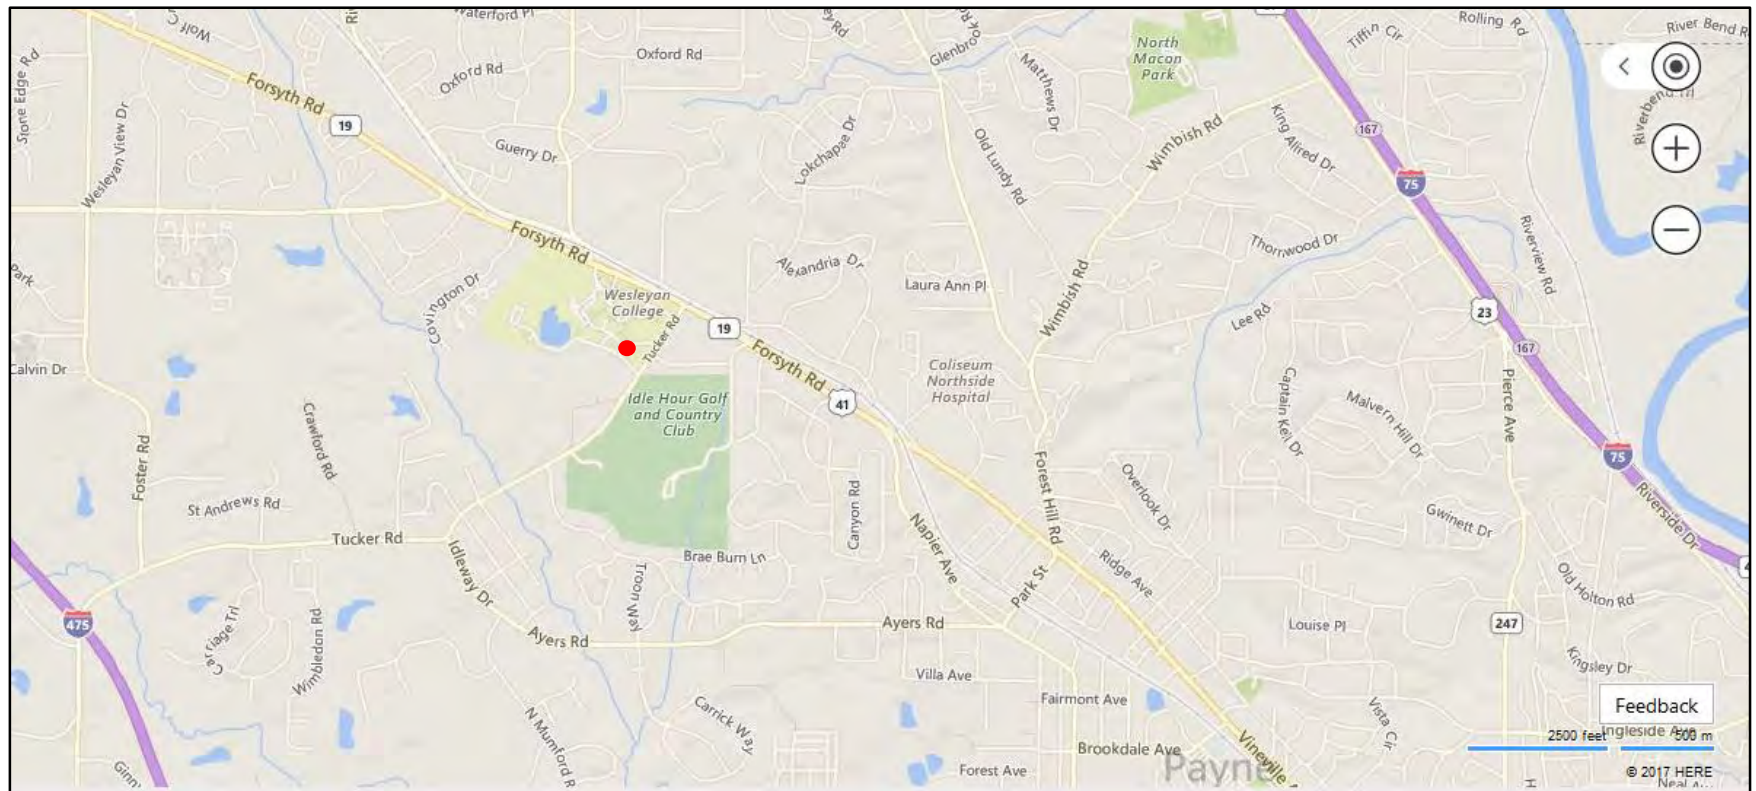 Waterford Pl
Rolling Rd
River Bend R
Wolf C
Glenbro
Tiffin Cir
North
Macon
Park
Oxford Rd
Oxford Rd
Stone Edge Rd
Forsyth Rd
19
Matthews Dr
Riverbend Trl
Wesleyan View Dr
Guerry Dr
Lokchapee Dr
Old Lundy Rd
Wimbish Rd
King Alfred Dr
167
75
Forsyth Rd
Alexandria Dr
Thornwood Dr
Riverview Rd
Park
Covington Dr
Wesleyan
College
Laura Ann Pl
Wimbish Rd
Lee Rd
23
19
Tucker Rd
167
Calvin Dr
Forsyth Rd
Coliseum
Northside
Hospital
Pierce Ave
41
Idle Hour Golf
and Country
Club
Captain Kell Dr
Malvern Hill Dr
Crawford Rd
Foster Rd
75
St Andrews Rd
Canyon Rd
Forest Hill Rd
Overlook Dr
Gwinett Dr
Riverside Dr
Tucker Rd
Idleway Dr
Brae Burn Ln
Napier Ave
Ridge Ave
Park St
Troon Way
Old Holton Rd
475
Carriage Trl
Wimbledon Rd
Ayers Rd
Ayers Rd
Louise Pl
247
Villa Ave
Kingsley Dr
Fairmont Ave
Feedback
N Mumford R
Carrick Way
Vista Cir
2500 feet
500 m
Ingleside Ave
Brookdale Ave
Vineville
Payne
Forest Ave
© 2017 HERE
Neal A
Ginn
H